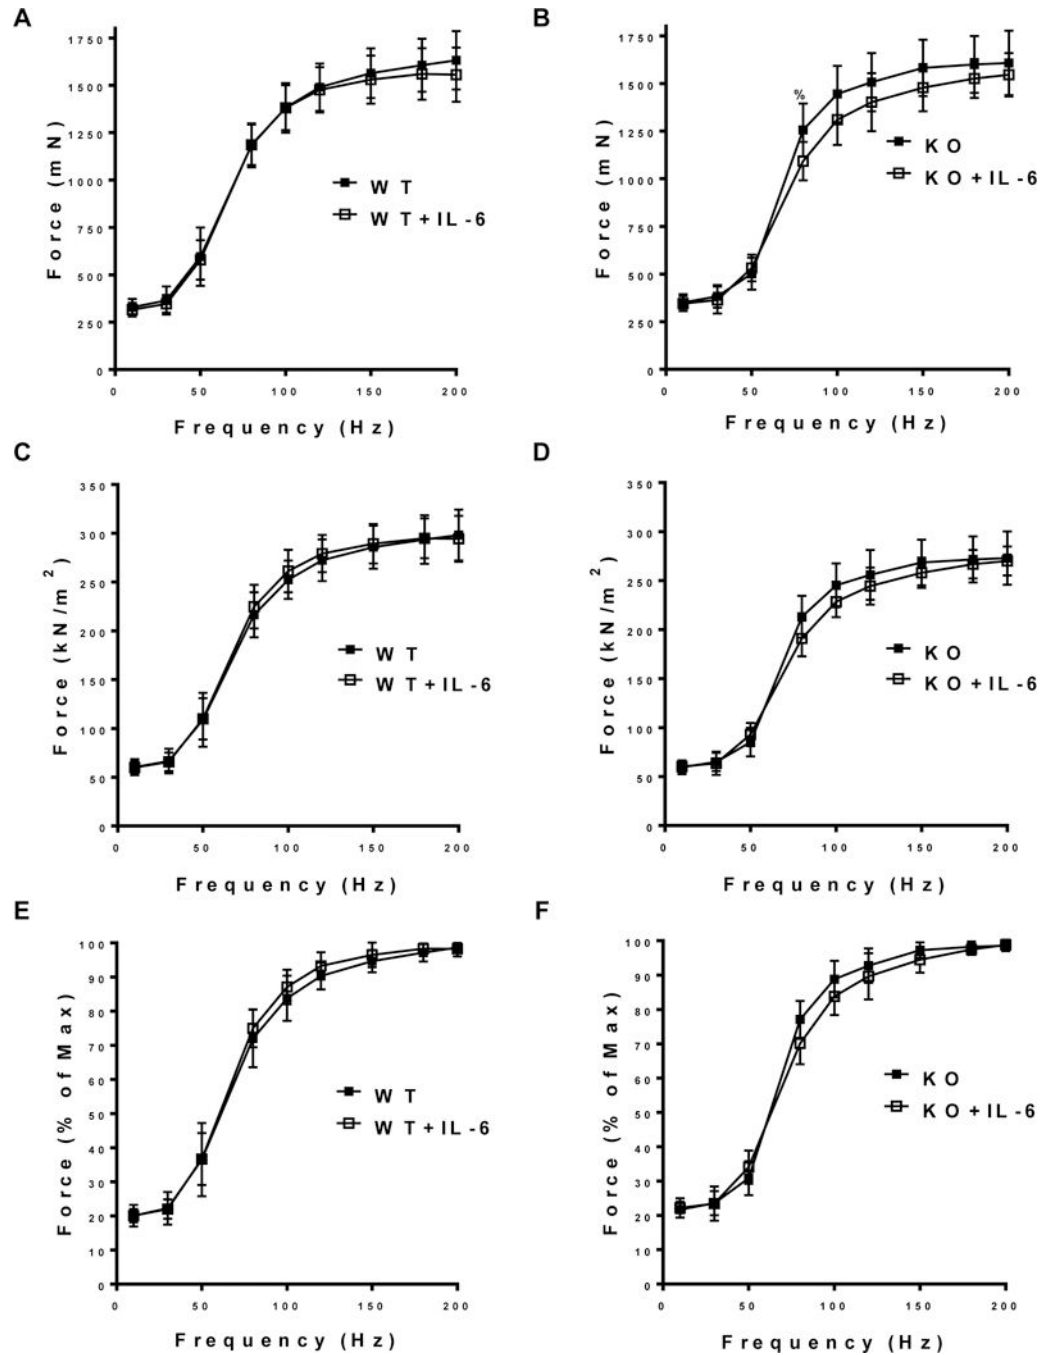 A
Force (mN)
1750
1500
1250
1000
750
500
250
0
WT
WT+IL-6
0 50 100 150 200
Frequency (Hz)
B
Force (mN)
1750
1500
1250
1000
750
500
250
0
%
KO
KO+IL-6
0 50 100 150 200
Frequency (Hz)
C
Force (kN/m²)
350
300
250
200
150
100
50
0
WT
WT+IL-6
0 50 100 150 200
Frequency (Hz)
D
Force (kN/m²)
350
300
250
200
150
100
50
0
KO
KO+IL-6
0 50 100 150 200
Frequency (Hz)
E
Force (% of Max)
100
90
80
70
60
50
40
30
20
10
0
WT
WT+IL-6
0 50 100 150 200
Frequency (Hz)
F
Force (% of Max)
100
90
80
70
60
50
40
30
20
10
0
KO
KO+IL-6
0 50 100 150 200
Frequency (Hz)